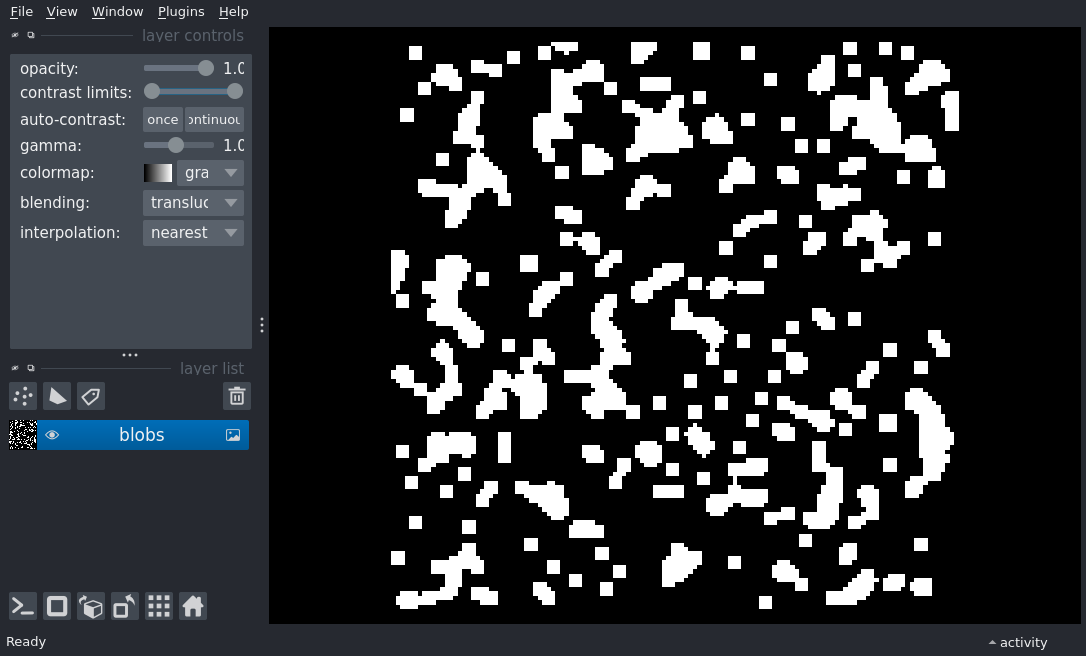 File View Window Plugins Help
layer controls
opacity: 1.0
contrast limits:
auto-contrast: once ontinuou
gamma: 1.0
colormap: gra
blending: transluc
interpolation: nearest
layer list
blobs
Ready
activity